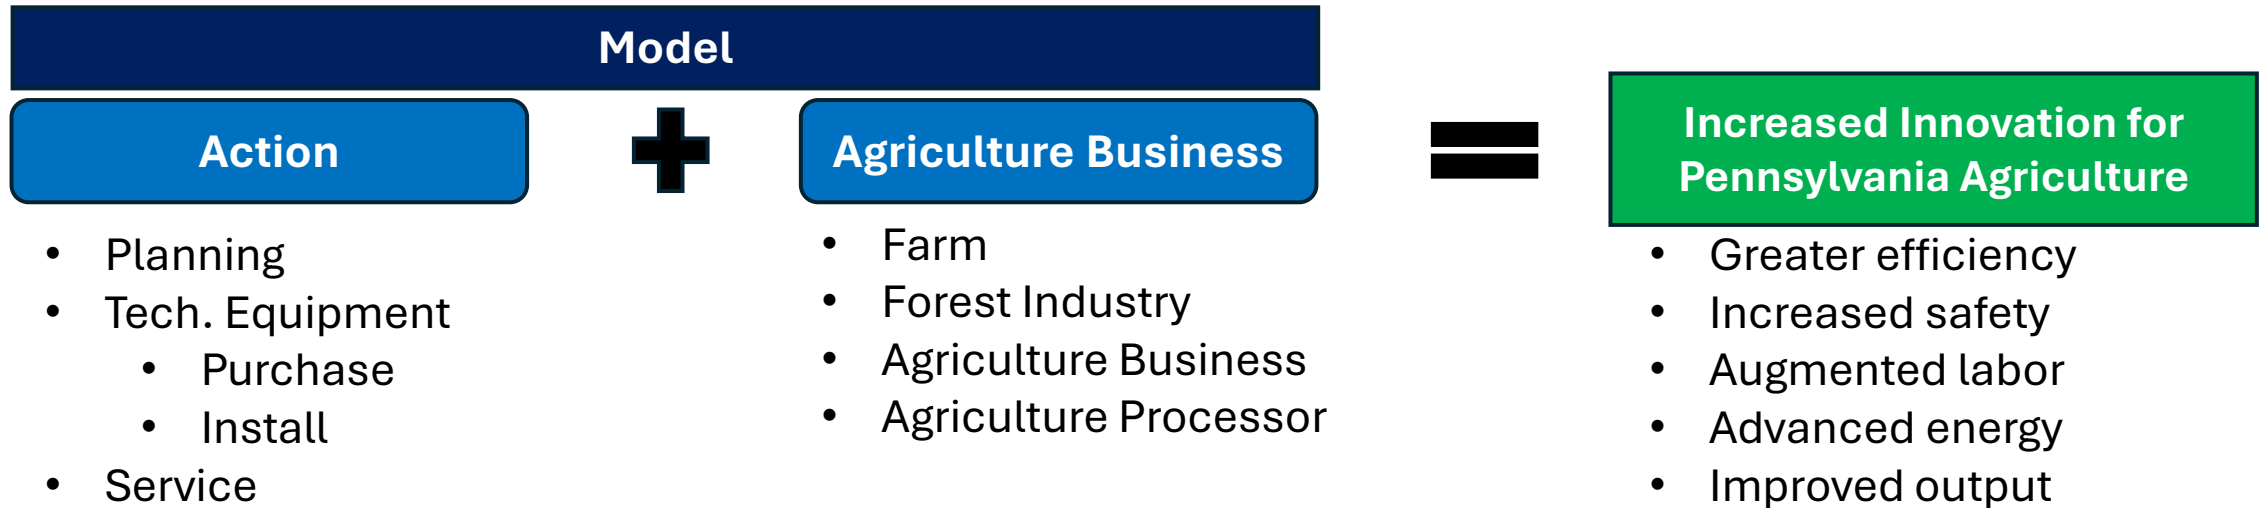 Model
Action
Agriculture Business
Increased Innovation for
Pennsylvania Agriculture
• Planning
• Tech. Equipment
• Purchase
• Install
• Service
• Farm
• Forest Industry
• Agriculture Business
• Agriculture Processor
• Greater efficiency
• Increased safety
• Augmented labor
• Advanced energy
• Improved output